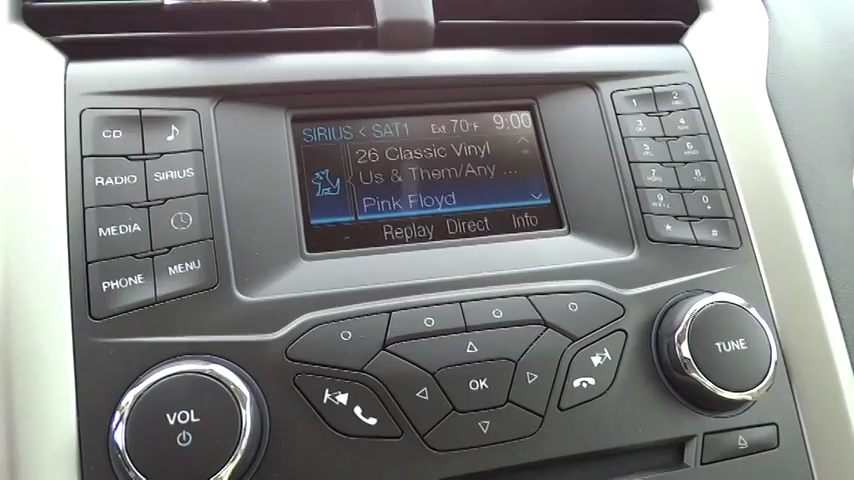 SIRIUS < SAT1 EXT 70°F 9:00
26 Classic Vinyl
Us & Them/Any ...
Pink Floyd
Replay Direct Info
CD
RADIO SIRIUS
MEDIA
PHONE MENU
1 2
3 4
5 6
7 8
9 0
* #
OK
VOL
TUNE